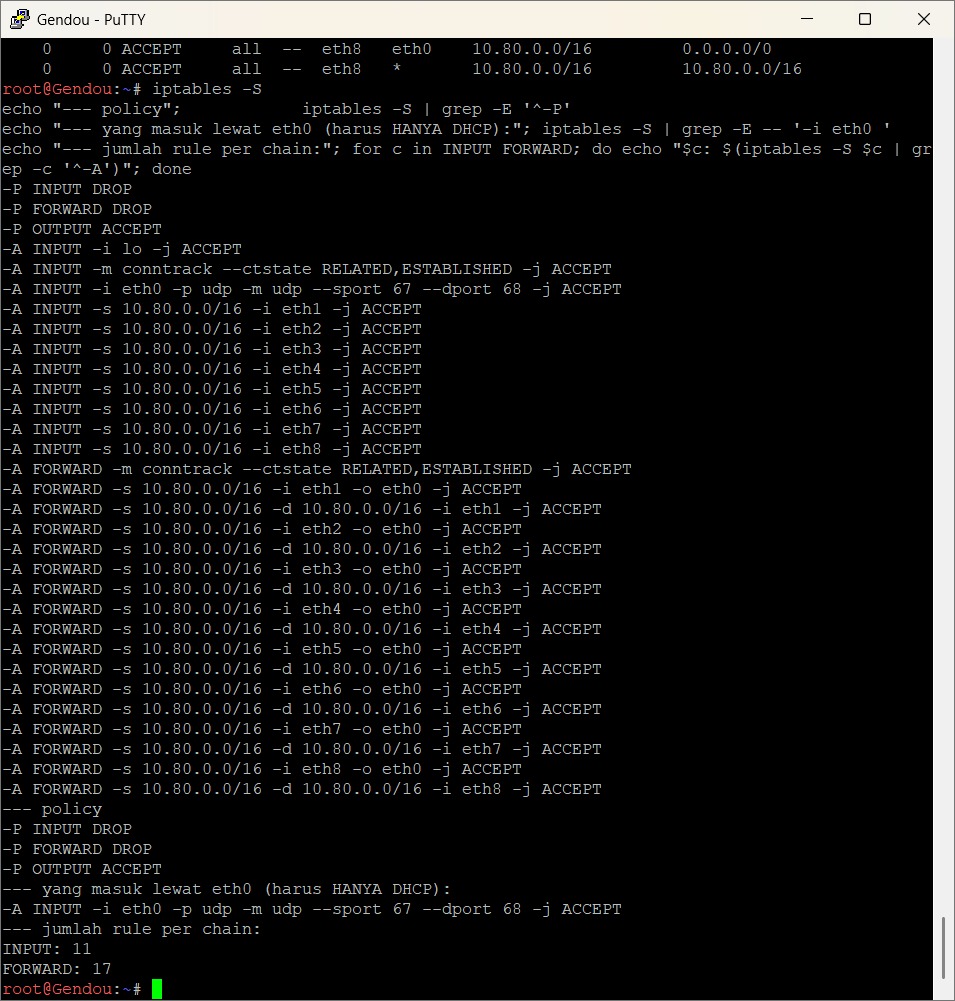 Gendou - PuTTY
0 0 ACCEPT all -- eth8 eth0 10.80.0.0/16 0.0.0.0/0
0 0 ACCEPT all -- eth8 * 10.80.0.0/16 10.80.0.0/16
root@Gendou:~# iptables -S
echo "--- policy"; iptables -S | grep -E '^-P'
echo "--- yang masuk lewat eth0 (harus HANYA DHCP):"; iptables -S | grep -E -- '-i eth0 '
echo "--- jumlah rule per chain:"; for c in INPUT FORWARD; do echo "$c: $(iptables -S $c | gr
ep -c '^-A')"; done
-P INPUT DROP
-P FORWARD DROP
-P OUTPUT ACCEPT
-A INPUT -i lo -j ACCEPT
-A INPUT -m conntrack --ctstate RELATED,ESTABLISHED -j ACCEPT
-A INPUT -i eth0 -p udp -m udp --sport 67 --dport 68 -j ACCEPT
-A INPUT -s 10.80.0.0/16 -i eth1 -j ACCEPT
-A INPUT -s 10.80.0.0/16 -i eth2 -j ACCEPT
-A INPUT -s 10.80.0.0/16 -i eth3 -j ACCEPT
-A INPUT -s 10.80.0.0/16 -i eth4 -j ACCEPT
-A INPUT -s 10.80.0.0/16 -i eth5 -j ACCEPT
-A INPUT -s 10.80.0.0/16 -i eth6 -j ACCEPT
-A INPUT -s 10.80.0.0/16 -i eth7 -j ACCEPT
-A INPUT -s 10.80.0.0/16 -i eth8 -j ACCEPT
-A FORWARD -m conntrack --ctstate RELATED,ESTABLISHED -j ACCEPT
-A FORWARD -s 10.80.0.0/16 -i eth1 -o eth0 -j ACCEPT
-A FORWARD -s 10.80.0.0/16 -d 10.80.0.0/16 -i eth1 -j ACCEPT
-A FORWARD -s 10.80.0.0/16 -i eth2 -o eth0 -j ACCEPT
-A FORWARD -s 10.80.0.0/16 -d 10.80.0.0/16 -i eth2 -j ACCEPT
-A FORWARD -s 10.80.0.0/16 -i eth3 -o eth0 -j ACCEPT
-A FORWARD -s 10.80.0.0/16 -d 10.80.0.0/16 -i eth3 -j ACCEPT
-A FORWARD -s 10.80.0.0/16 -i eth4 -o eth0 -j ACCEPT
-A FORWARD -s 10.80.0.0/16 -d 10.80.0.0/16 -i eth4 -j ACCEPT
-A FORWARD -s 10.80.0.0/16 -i eth5 -o eth0 -j ACCEPT
-A FORWARD -s 10.80.0.0/16 -d 10.80.0.0/16 -i eth5 -j ACCEPT
-A FORWARD -s 10.80.0.0/16 -i eth6 -o eth0 -j ACCEPT
-A FORWARD -s 10.80.0.0/16 -d 10.80.0.0/16 -i eth6 -j ACCEPT
-A FORWARD -s 10.80.0.0/16 -i eth7 -o eth0 -j ACCEPT
-A FORWARD -s 10.80.0.0/16 -d 10.80.0.0/16 -i eth7 -j ACCEPT
-A FORWARD -s 10.80.0.0/16 -i eth8 -o eth0 -j ACCEPT
-A FORWARD -s 10.80.0.0/16 -d 10.80.0.0/16 -i eth8 -j ACCEPT
--- policy
-P INPUT DROP
-P FORWARD DROP
-P OUTPUT ACCEPT
--- yang masuk lewat eth0 (harus HANYA DHCP):
-A INPUT -i eth0 -p udp -m udp --sport 67 --dport 68 -j ACCEPT
--- jumlah rule per chain:
INPUT: 11
FORWARD: 17
root@Gendou:~#